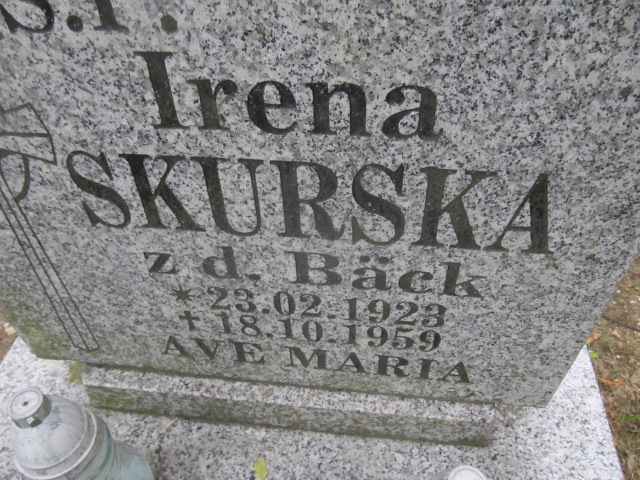 Ś.P.
Irena
SKURSKA
z d. Bäck
* 23.02.1923
✝ 18.10.1959
AVE MARIA